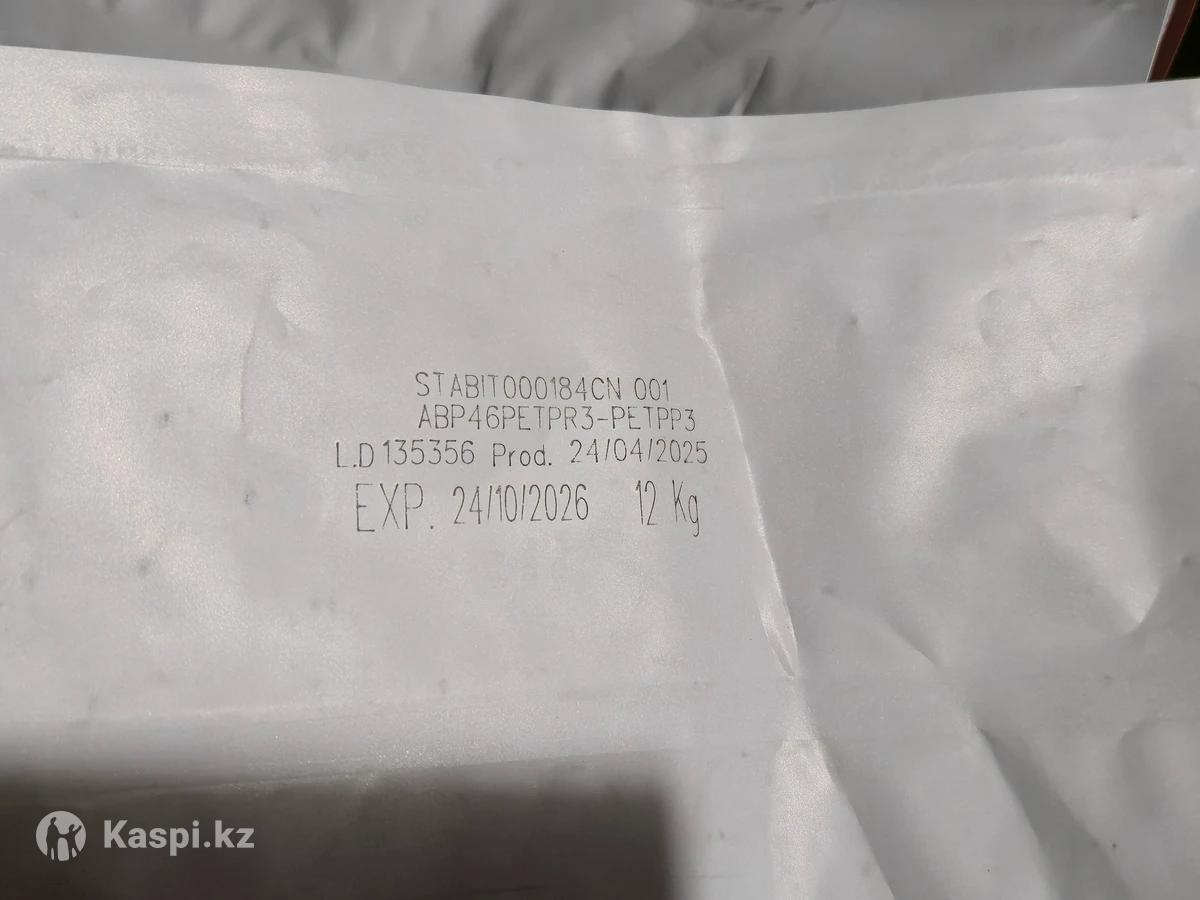 STABIT000184CN 001
ABP46PETPR3-PETPP3
L.D 135356 Prod. 24/04/2025
EXP. 24/10/2026 12 Kg
Kaspi.kz